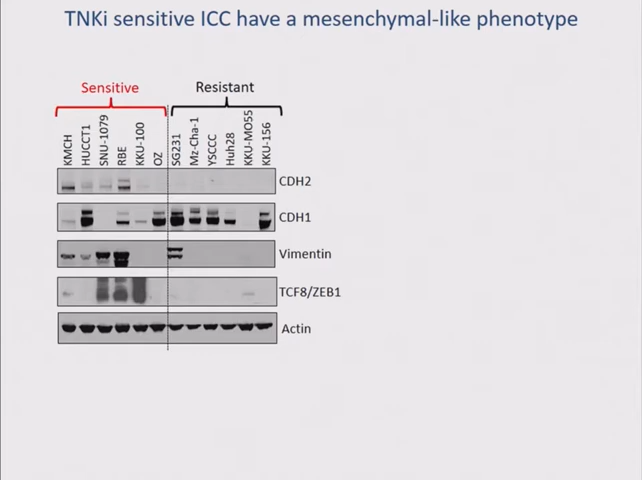 TNKi sensitive ICC have a mesenchymal-like phenotype
Sensitive
Resistant
KMCH
HUCCT1
SNU-1079
RBE
KKU-100
OZ
SG231
Mz-Cha-1
YSCCC
Huh28
KKU-MO55
KKU-156
CDH2
CDH1
Vimentin
TCF8/ZEB1
Actin